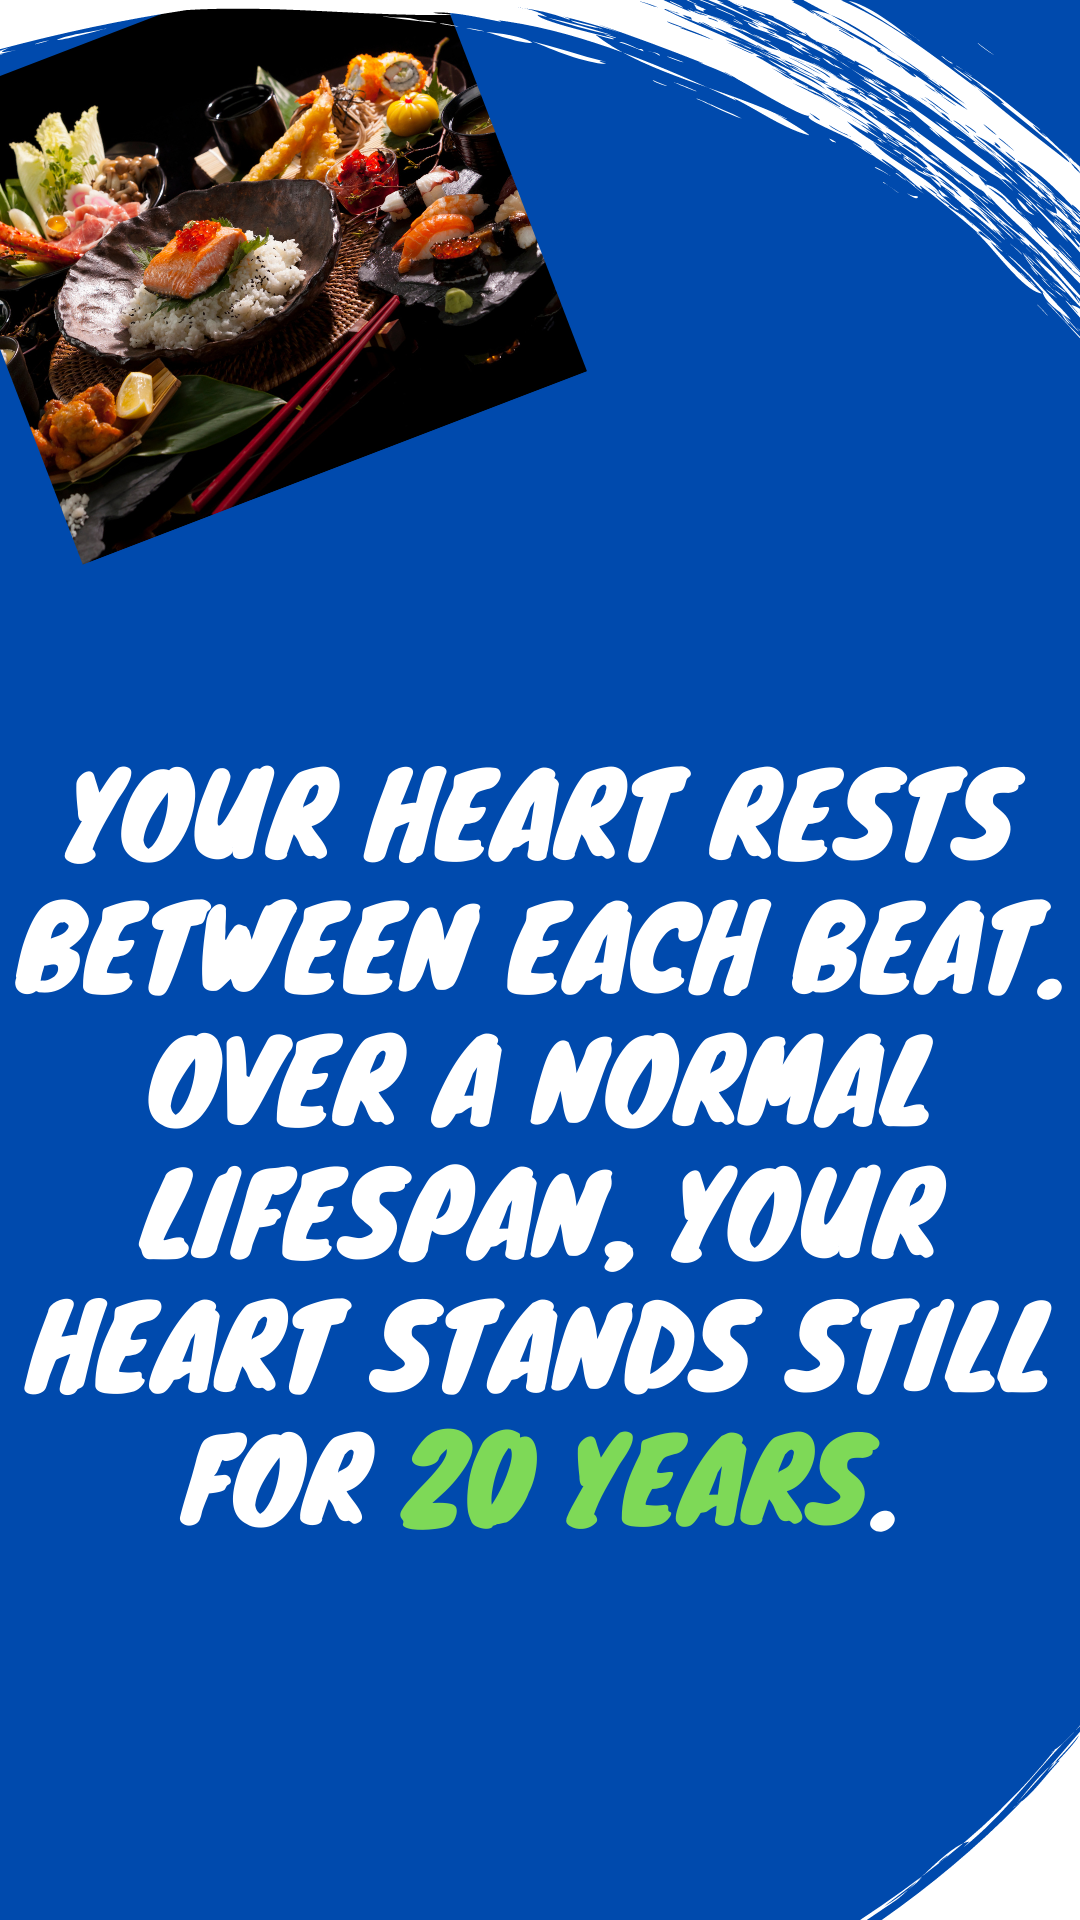 YOUR HEART RESTS
BETWEEN EACH BEAT.
OVER A NORMAL
LIFESPAN, YOUR
HEART STANDS STILL
FOR 20 YEARS.